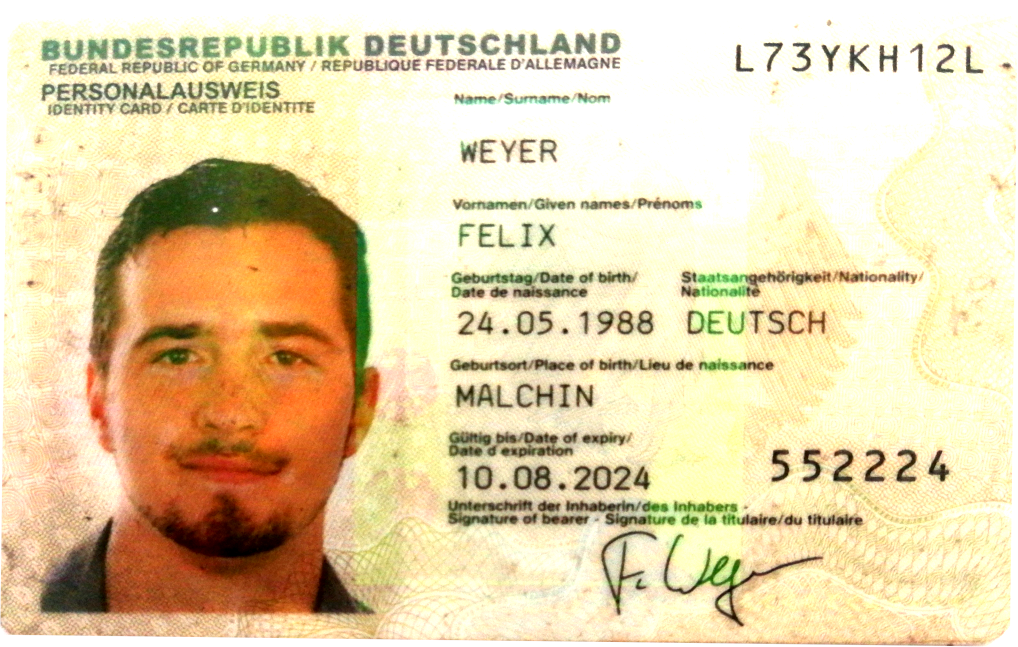 BUNDESREPUBLIK DEUTSCHLAND
FEDERAL REPUBLIC OF GERMANY / REPUBLIQUE FEDERALE D'ALLEMAGNE
PERSONALAUSWEIS
IDENTITY CARD / CARTE D'IDENTITE
L73YKH12L
Name/Surname/Nom
WEYER
Vornamen/Given names/Prénoms
FELIX
Geburtstag/Date of birth/
Date de naissance
24.05.1988
Staatsangehörigkeit/Nationality/
Nationalité
DEUTSCH
Geburtsort/Place of birth/Lieu de naissance
MALCHIN
Gültig bis/Date of expiry/
Date d'expiration
10.08.2024
552224
Unterschrift der Inhaberin/des Inhabers -
Signature of bearer - Signature de la titulaire/du titulaire
F. Weyer